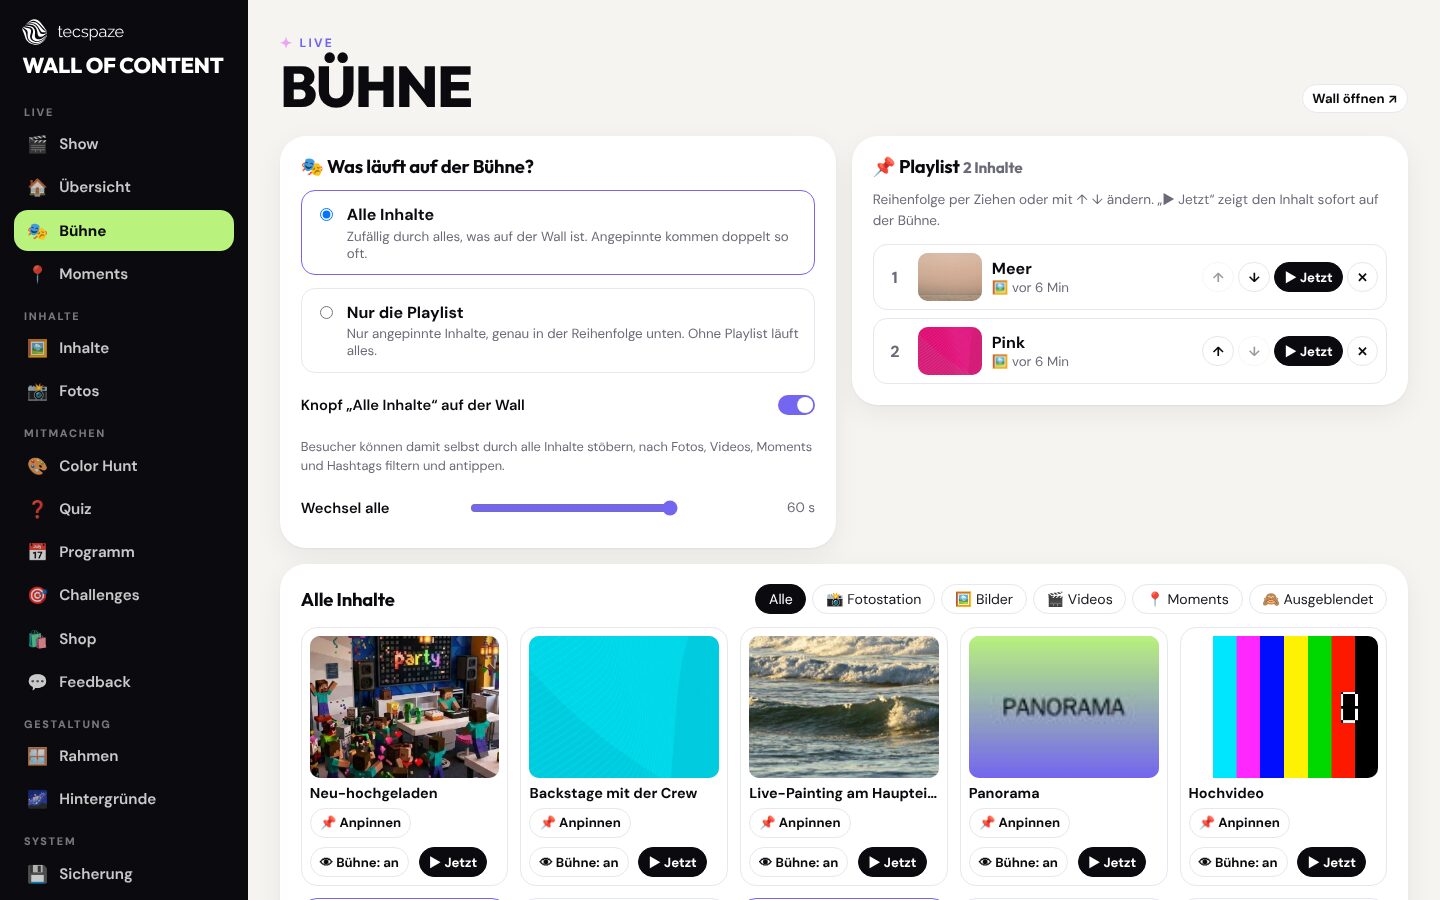 tecspaze
WALL OF CONTENT
LIVE
Show
Übersicht
Bühne
Moments
INHALTE
Inhalte
Fotos
MITMACHEN
Color Hunt
Quiz
Programm
Challenges
Shop
Feedback
GESTALTUNG
Rahmen
Hintergründe
SYSTEM
Sicherung
LIVE
BÜHNE
Wall öffnen ↗
Was läuft auf der Bühne?
Alle Inhalte
Zufällig durch alles, was auf der Wall ist. Angepinnte kommen doppelt so
oft.
Nur die Playlist
Nur angepinnte Inhalte, genau in der Reihenfolge unten. Ohne Playlist läuft
alles.
Knopf „Alle Inhalte“ auf der Wall
Besucher können damit selbst durch alle Inhalte stöbern, nach Fotos, Videos, Moments
und Hashtags filtern und antippen.
Wechsel alle 60 s
Playlist 2 Inhalte
Reihenfolge per Ziehen oder mit ↑ ↓ ändern. „▶ Jetzt“ zeigt den Inhalt sofort auf
der Bühne.
1 Meer ↑ ↓ ▶ Jetzt ✕
vor 6 Min
2 Pink ↑ ↓ ▶ Jetzt ✕
vor 6 Min
Alle Inhalte
Alle Fotostation Bilder Videos Moments Ausgeblendet
party
PANORAMA
Neu-hochgeladen Backstage mit der Crew Live-Painting am Hauptei… Panorama Hochvideo
Anpinnen Anpinnen Anpinnen Anpinnen Anpinnen
Bühne: an ▶ Jetzt Bühne: an ▶ Jetzt Bühne: an ▶ Jetzt Bühne: an ▶ Jetzt Bühne: an ▶ Jetzt